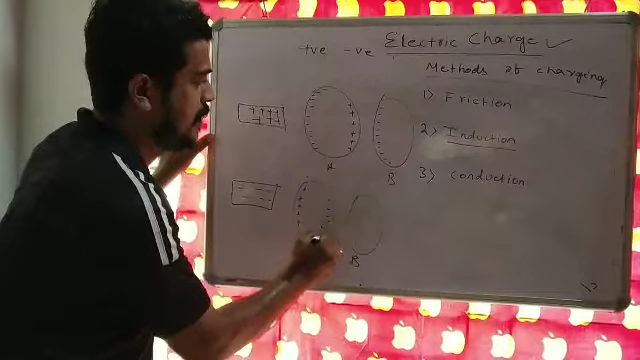 +ve -ve Electric Charge ✓
Methods of charging
1> Friction
2> Induction
3> Conduction
A
B
B